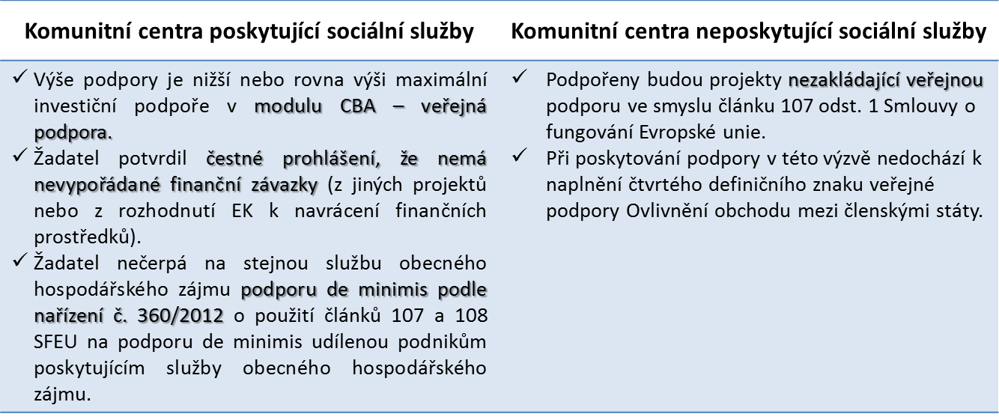 Komunitní centra poskytující sociální služby
Výše podpory je nižší nebo rovna výši maximální
investiční podpoře v modulu CBA – veřejná
podpora.
Žadatel potvrdil čestné prohlášení, že nemá
nevypořádané finanční závazky (z jiných projektů
nebo z rozhodnutí EK k navrácení finančních
prostředků).
Žadatel nečerpá na stejnou službu obecného
hospodářského zájmu podporu de minimis podle
nařízení č. 360/2012 o použití článků 107 a 108
SFEU na podporu de minimis udílenou podnikům
poskytujícím služby obecného hospodářského
zájmu.
Komunitní centra neposkytující sociální služby
Podpořeny budou projekty nezakládající veřejnou
podporu ve smyslu článku 107 odst. 1 Smlouvy o
fungování Evropské unie.
Při poskytování podpory v této výzvě nedochází k
naplnění čtvrtého definičního znaku veřejné
podpory Ovlivnění obchodu mezi členskými státy.